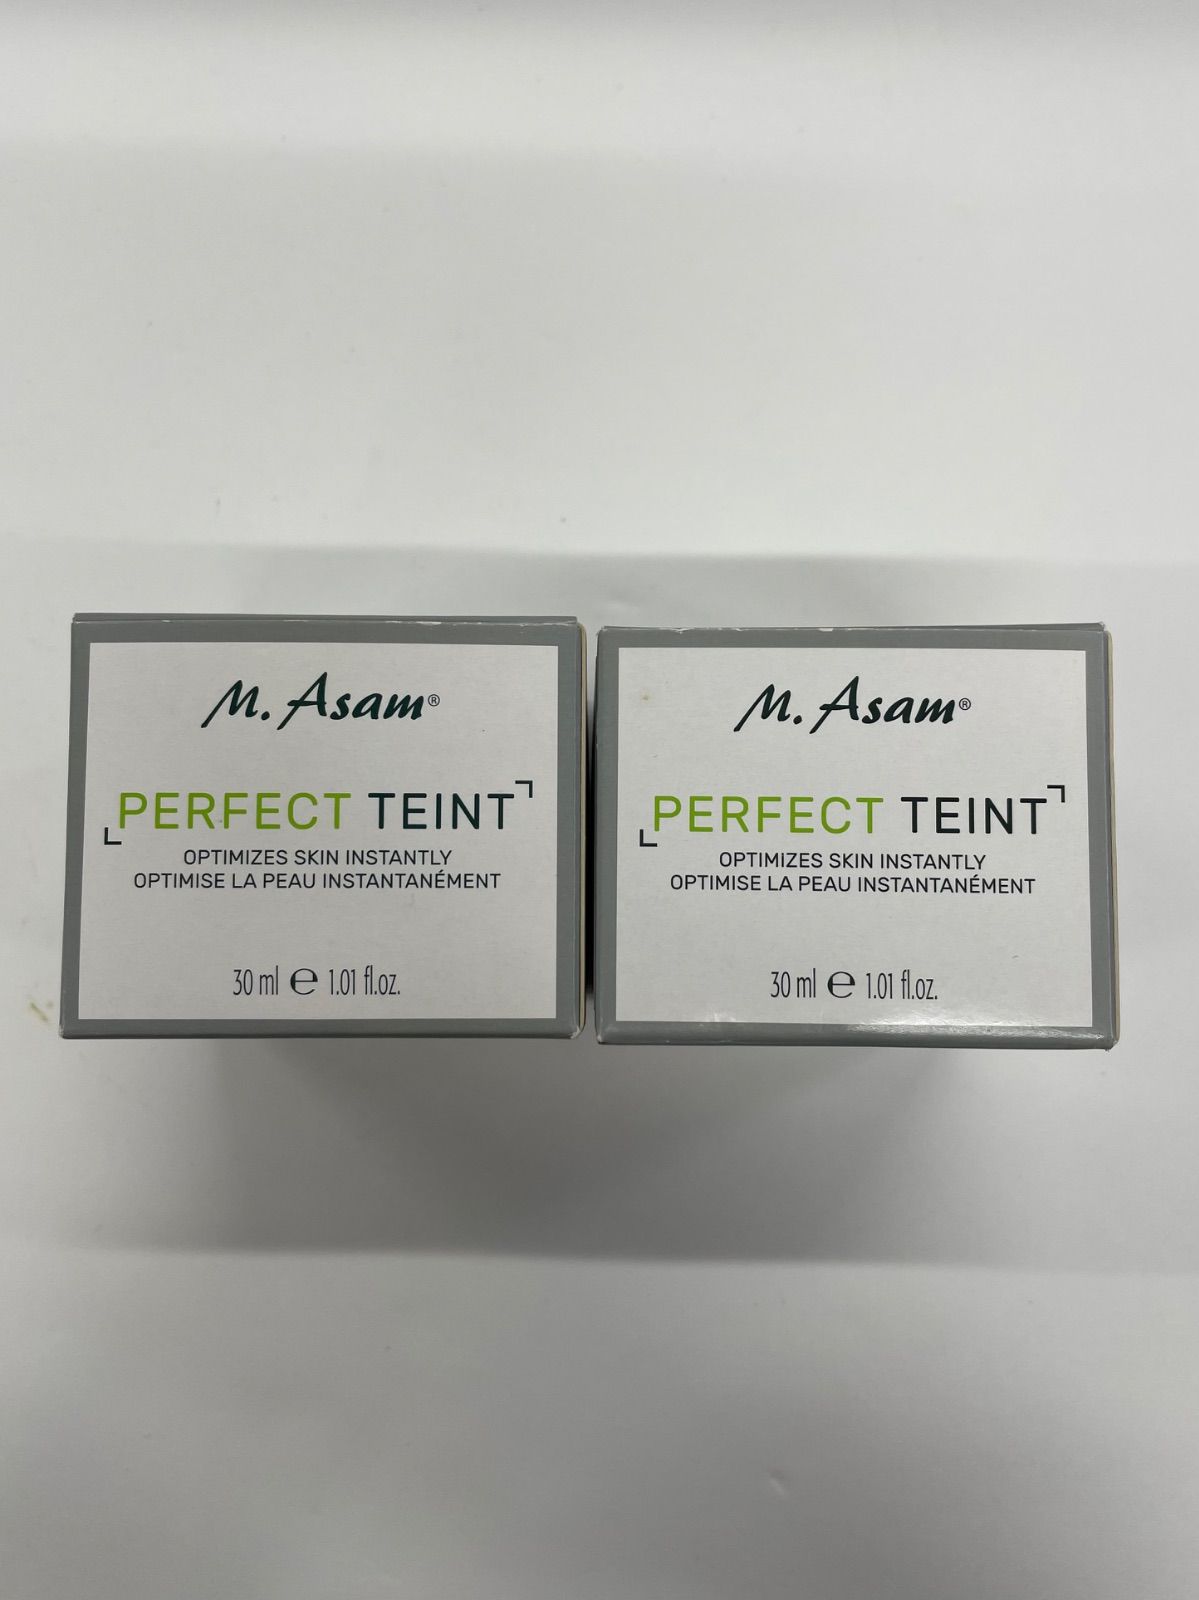 M. Asam®
PERFECT TEINT
OPTIMIZES SKIN INSTANTLY
OPTIMISE LA PEAU INSTANTANÉMENT
30 ml ℮ 1.01 fl.oz.
M. Asam®
PERFECT TEINT
OPTIMIZES SKIN INSTANTLY
OPTIMISE LA PEAU INSTANTANÉMENT
30 ml ℮ 1.01 fl.oz.